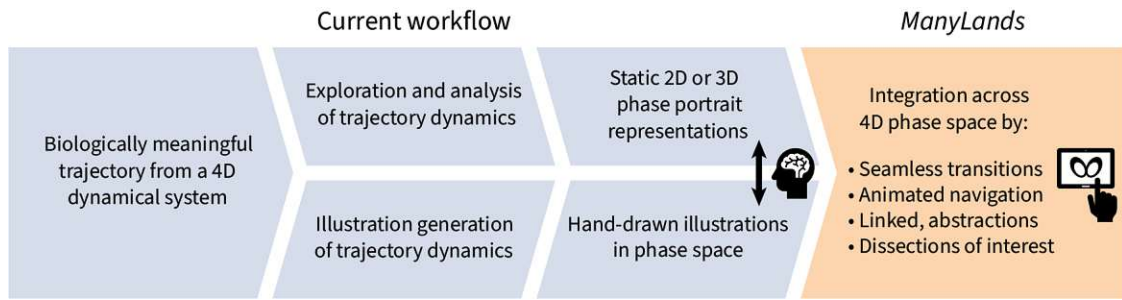 Current workflow
ManyLands
Biologically meaningful
trajectory from a 4D
dynamical system
Exploration and analysis
of trajectory dynamics
Illustration generation
of trajectory dynamics
Static 2D or 3D
phase portrait
representations
Hand-drawn illustrations
in phase space
Integration across
4D phase space by:
• Seamless transitions
• Animated navigation
• Linked, abstractions
• Dissections of interest